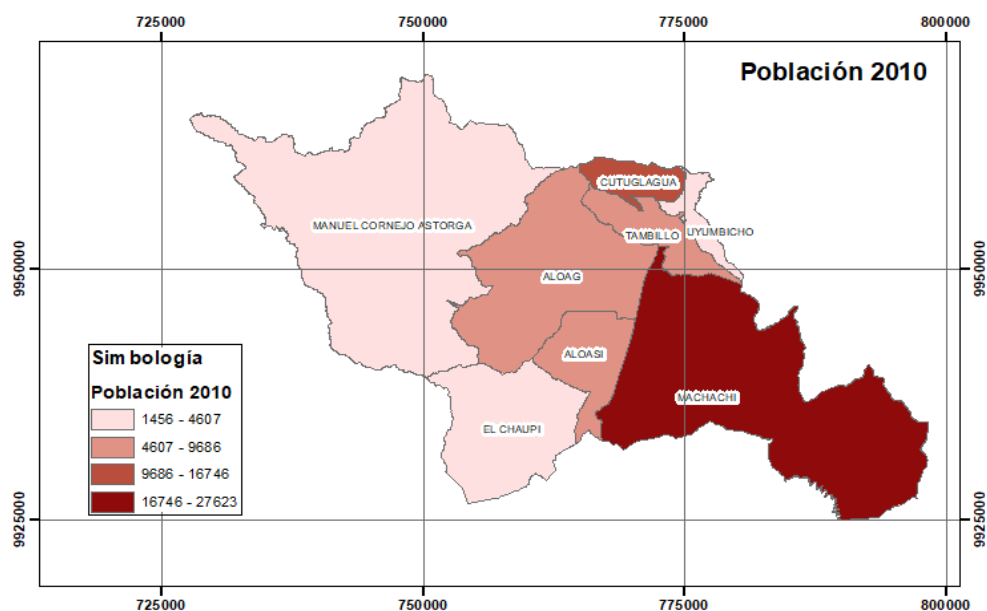 725000 750000 775000 800000
Población 2010
CUTUGLAGUA
MANUEL CORNEJO ASTORGA
TAMBILLO
UYUMBICHO
9950000
9950000
ALOAG
ALOASI
MACHACHI
EL CHAUPI
Simbología
Población 2010
1456 - 4607
4607 - 9686
9686 - 16746
16746 - 27623
9925000
9925000
725000 750000 775000 800000